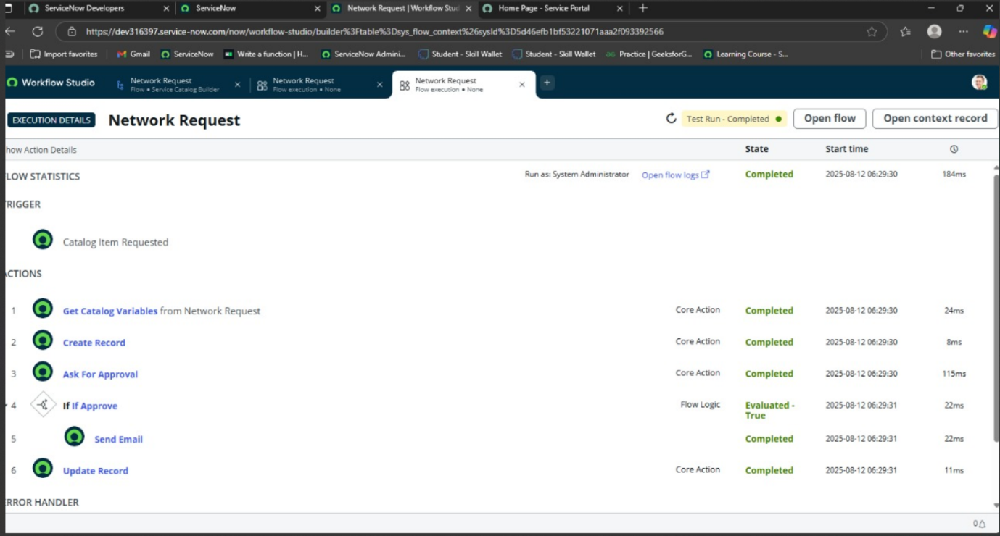 ServiceNow Developers
ServiceNow
Network Request | Workflow Stud
Home Page - Service Portal
https://dev316397.service-now.com/now/workflow-studio/builder%3Ftable%3Dsys_flow_context%26sysId%3D5d46efb1bf53221071aaa2f093392566
Import favorites
Gmail
ServiceNow
Write a function | H...
ServiceNow Admini...
Student - Skill Wallet
Student - Skill Wallet
Practice | GeeksforG...
Learning Course - S...
Other favorites
Workflow Studio
Network Request
Flow • Service Catalog Builder
Network Request
Flow execution • None
Network Request
Flow execution • None
EXECUTION DETAILS
Network Request
Test Run - Completed
Open flow
Open context record
how Action Details
State
Start time
LOW STATISTICS
Run as: System Administrator
Open flow logs
Completed
2025-08-12 06:29:30
184ms
RIGGER
Catalog Item Requested
CTIONS
1 Get Catalog Variables from Network Request Core Action Completed 2025-08-12 06:29:30 24ms
2 Create Record Core Action Completed 2025-08-12 06:29:30 8ms
3 Ask For Approval Core Action Completed 2025-08-12 06:29:30 115ms
4 If If Approve Flow Logic Evaluated - True 2025-08-12 06:29:31 22ms
5 Send Email Completed 2025-08-12 06:29:31 22ms
6 Update Record Core Action Completed 2025-08-12 06:29:31 11ms
RROR HANDLER
0